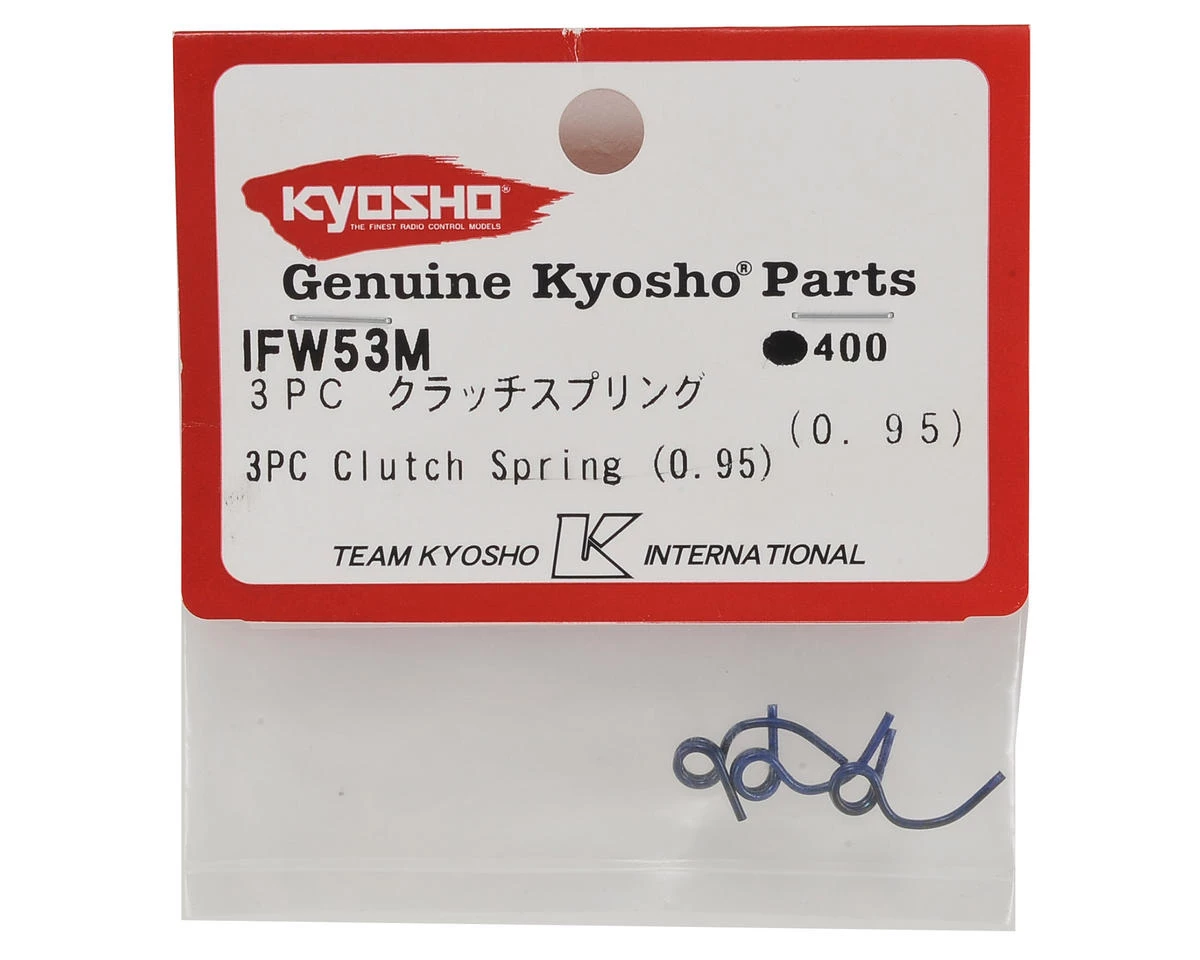 KYOSHO®
THE FINEST RADIO CONTROL MODELS
Genuine Kyosho® Parts
IFW53M ●400
3PC クラッチスプリング
(0.95)
3PC Clutch Spring (0.95)
TEAM KYOSHO K INTERNATIONAL